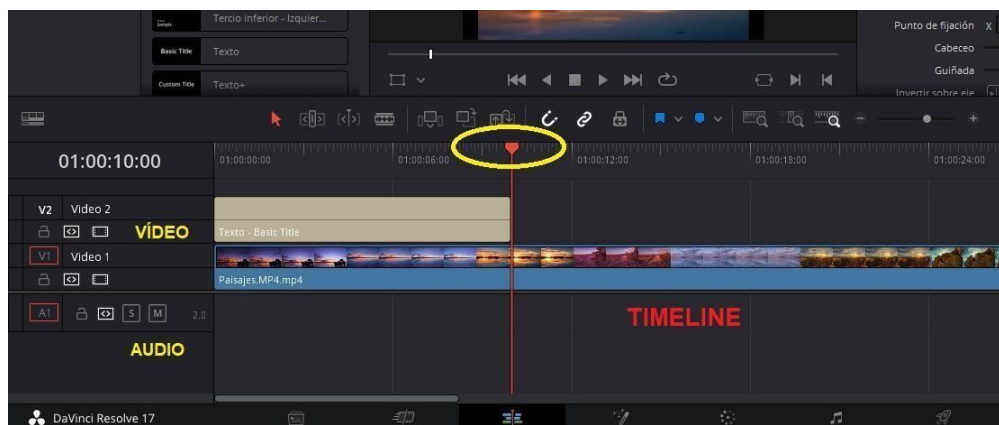 Simple
Tercio inferior - Izquier...
Punto de fijación X
Basic Title Texto
Cabeceo
Custom Title Texto+
Guiñada
Invertir sobre eje
01:00:10:00
01:00:00:00 01:00:06:00 01:00:12:00 01:00:18:00 01:00:24:00
V2 Video 2
VÍDEO
Texto - Basic Title
V1 Video 1
Paisajes.MP4.mp4
A1 S M 2.0
TIMELINE
AUDIO
DaVinci Resolve 17